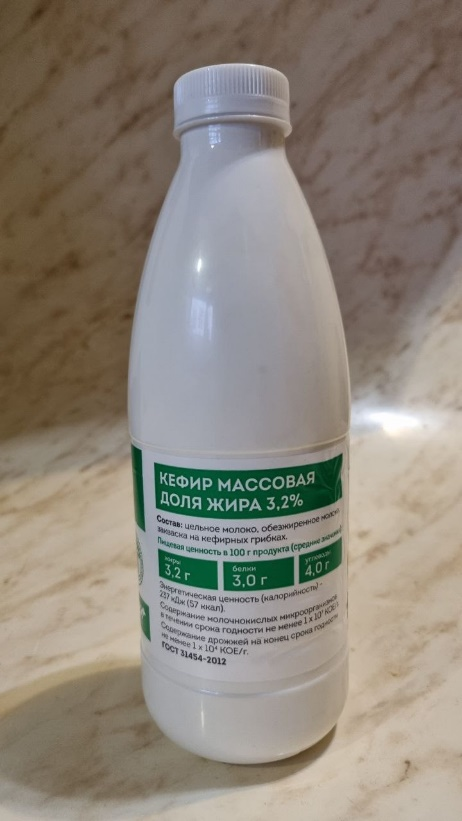 КЕФИР МАССОВАЯ
ДОЛЯ ЖИРА 3,2%
Состав: цельное молоко, обезжиренное молоко,
закваска на кефирных грибках.
Пищевая ценность в 100 г продукта (средние значения)
жиры
3,2 г
белки
3,0 г
углеводы
4,0 г
Энергетическая ценность (калорийность) -
237 кДж (57 ккал).
Содержание молочнокислых микроорганизмов
в течении срока годности не менее 1 х 10⁷ КОЕ/г.
Содержание дрожжей на конец срока годности
не менее 1 х 10⁴ КОЕ/г.
ГОСТ 31454-2012